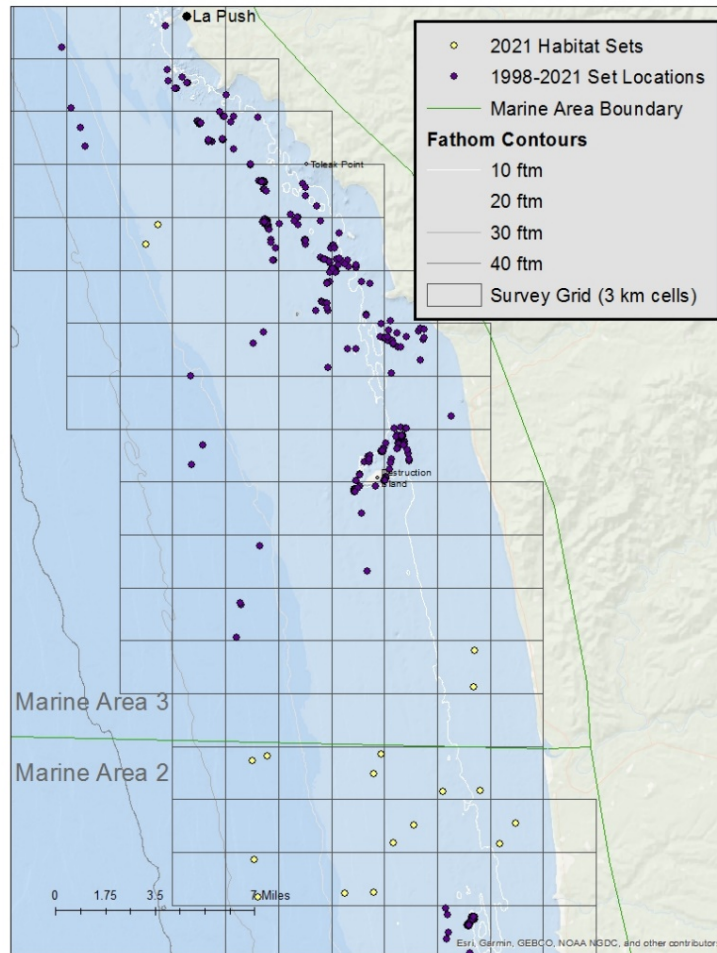 La Push
2021 Habitat Sets
1998-2021 Set Locations
Marine Area Boundary
Fathom Contours
10 ftm
20 ftm
30 ftm
40 ftm
Survey Grid (3 km cells)
Toleak Point
Destruction
Island
Marine Area 3
Marine Area 2
0 1.75 3.5 7 Miles
Esri, Garmin, GEBCO, NOAA NGDC, and other contributors